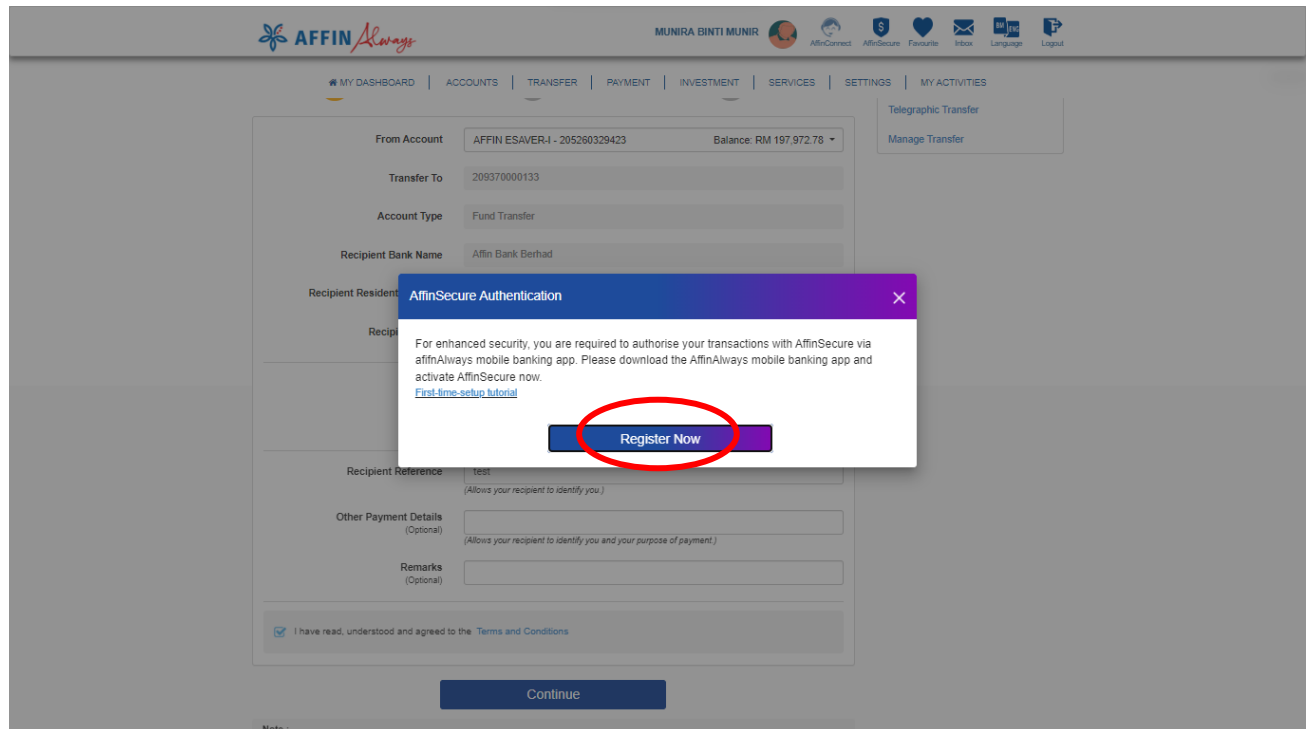 AFFIN Always
MUNIRA BINTI MUNIR
AffinConnect
AffinSecure
Favourite
Inbox
BM ENG
Language
Logout
MY DASHBOARD | ACCOUNTS | TRANSFER | PAYMENT | INVESTMENT | SERVICES | SETTINGS | MY ACTIVITIES
Telegraphic Transfer
Manage Transfer
From Account AFFIN ESAVER-I - 205260329423 Balance: RM 197,972.78
Transfer To 209370000133
Account Type Fund Transfer
Recipient Bank Name Affin Bank Berhad
Recipient Resident
Recipi
AffinSecure Authentication
For enhanced security, you are required to authorise your transactions with AffinSecure via
afifnAlways mobile banking app. Please download the AffinAlways mobile banking app and
activate AffinSecure now.
First-time-setup tutorial
Register Now
Recipient Reference test
(Allows your recipient to identify you.)
Other Payment Details
(Optional)
(Allows your recipient to identify you and your purpose of payment.)
Remarks
(Optional)
I have read, understood and agreed to the Terms and Conditions
Continue
Note :